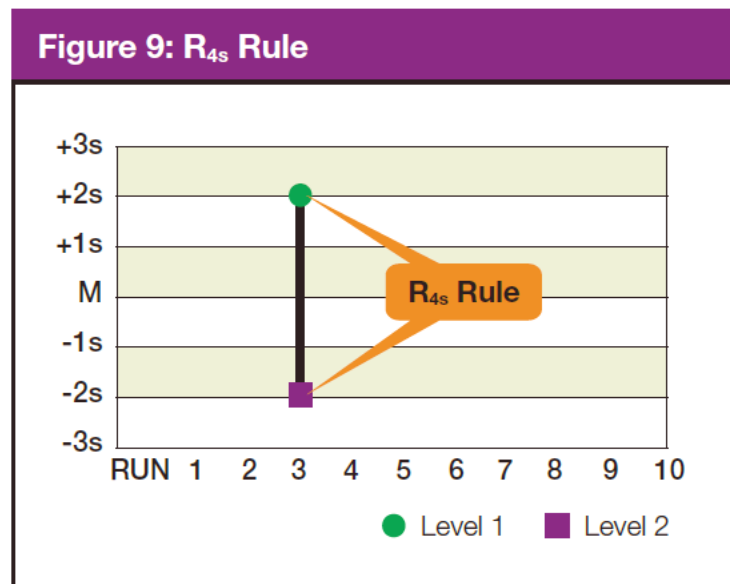 Figure 9: R4s Rule
+3s
+2s
+1s
M
R4s Rule
-1s
-2s
-3s
RUN 1 2 3 4 5 6 7 8 9 10
Level 1 Level 2